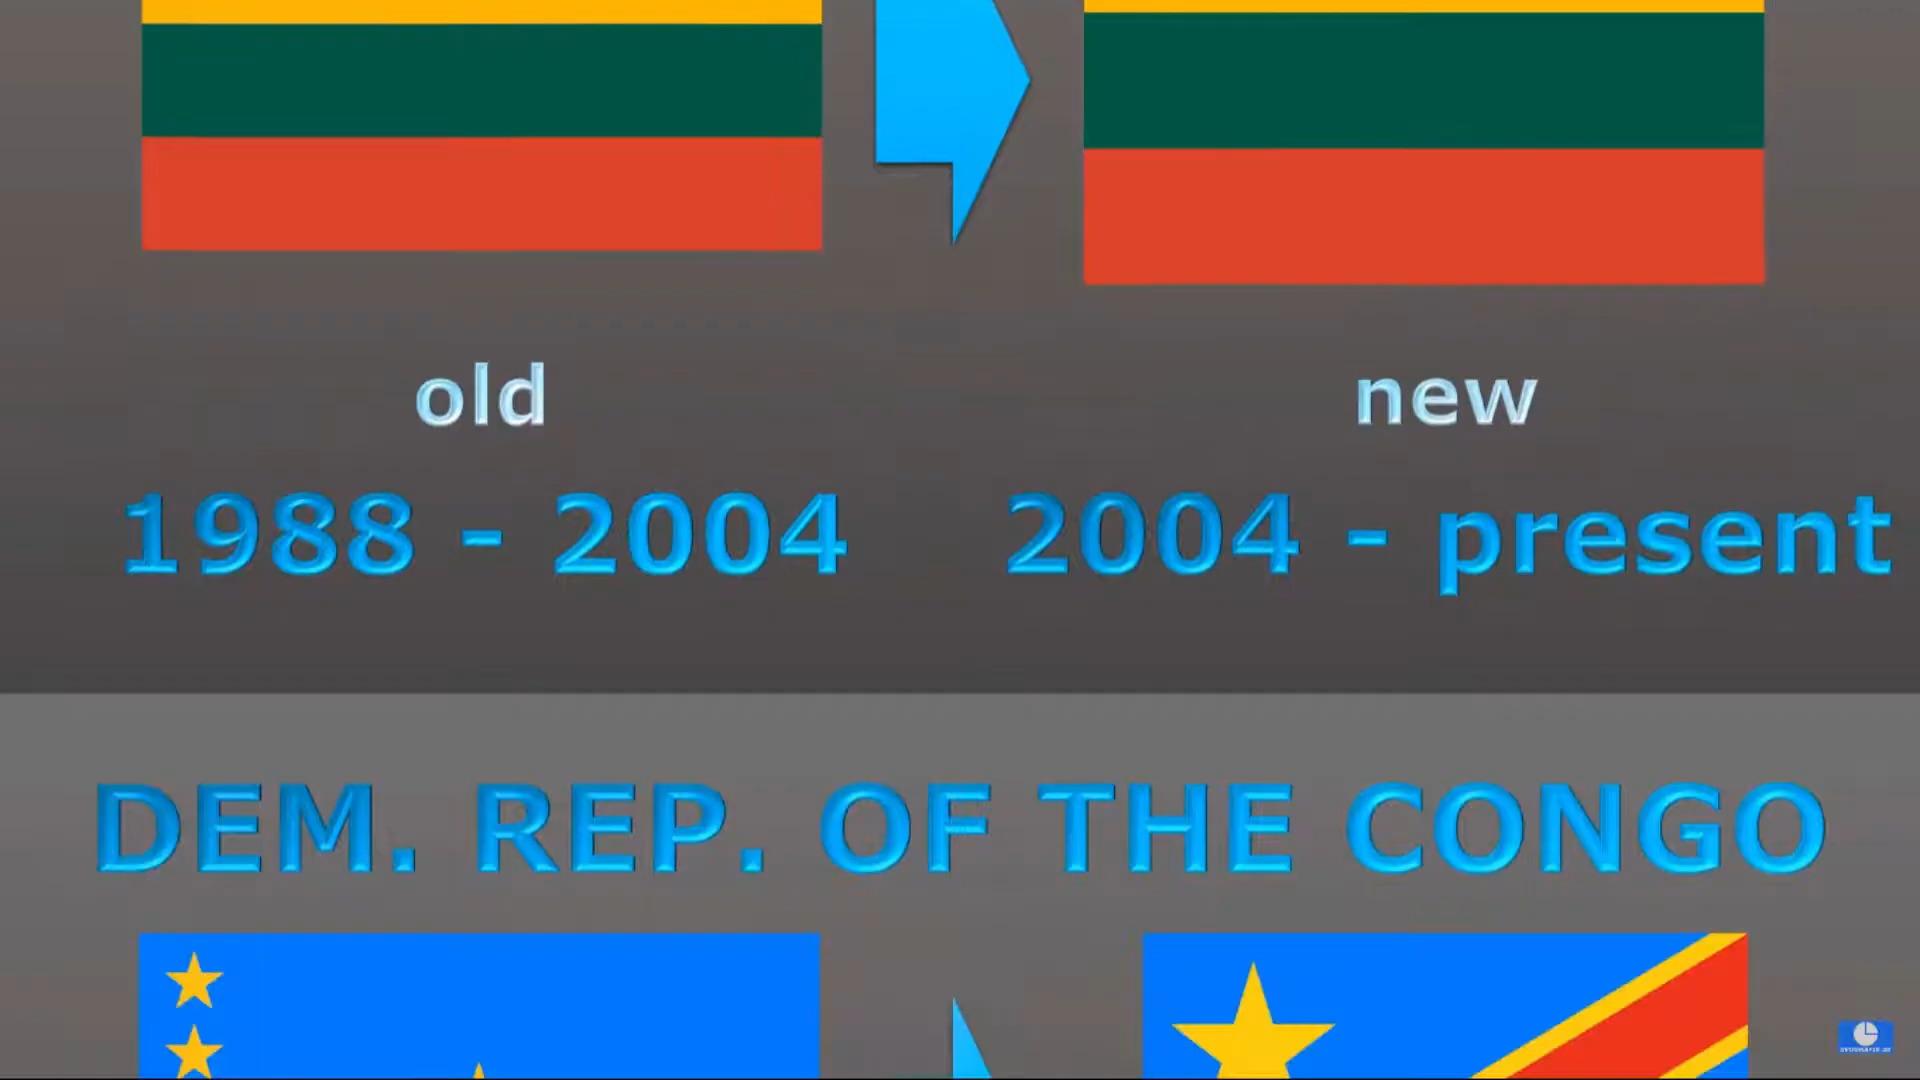 old new
1988 - 2004 2004 - present
DEM. REP. OF THE CONGO